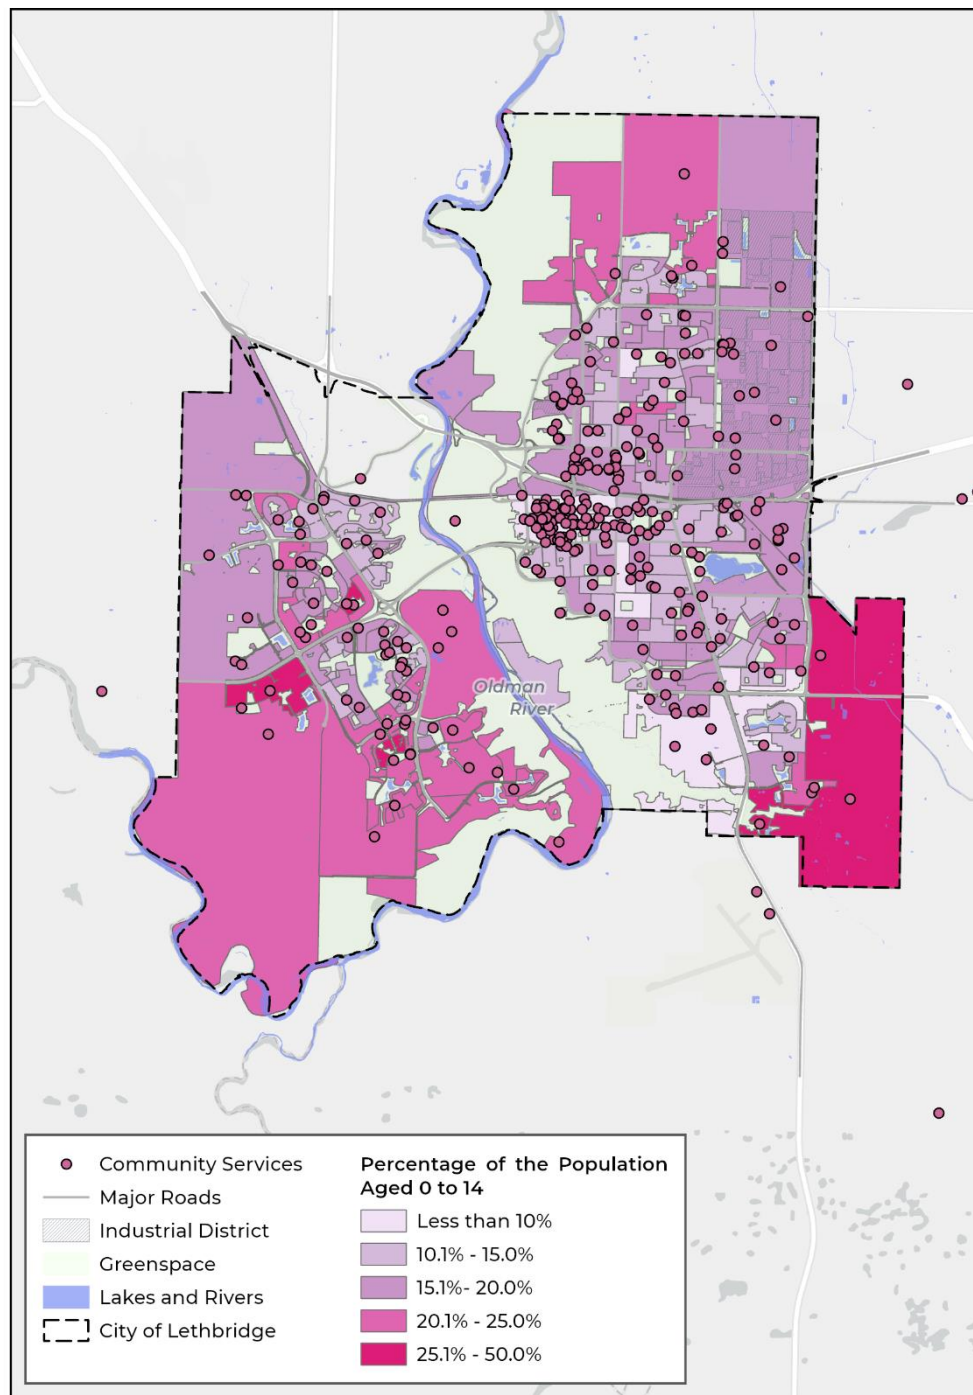 Oldman
River
Community Services
Major Roads
Industrial District
Greenspace
Lakes and Rivers
City of Lethbridge
Percentage of the Population
Aged 0 to 14
Less than 10%
10.1% - 15.0%
15.1%- 20.0%
20.1% - 25.0%
25.1% - 50.0%